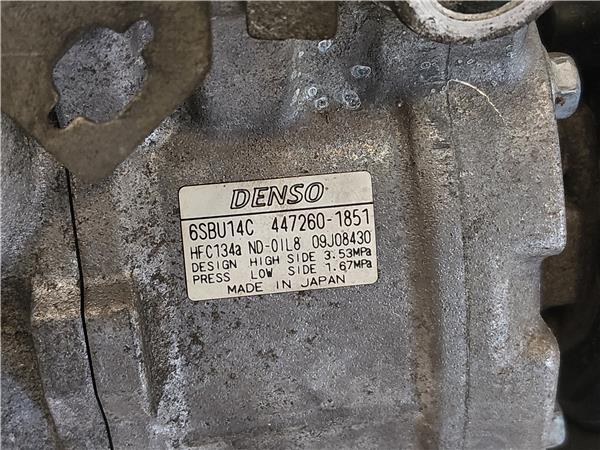 DENSO
6SBU14C 447260-1851
HFC134a ND-OIL8 09J08430
DESIGN HIGH SIDE 3.53MPa
PRESS LOW SIDE 1.67MPa
MADE IN JAPAN